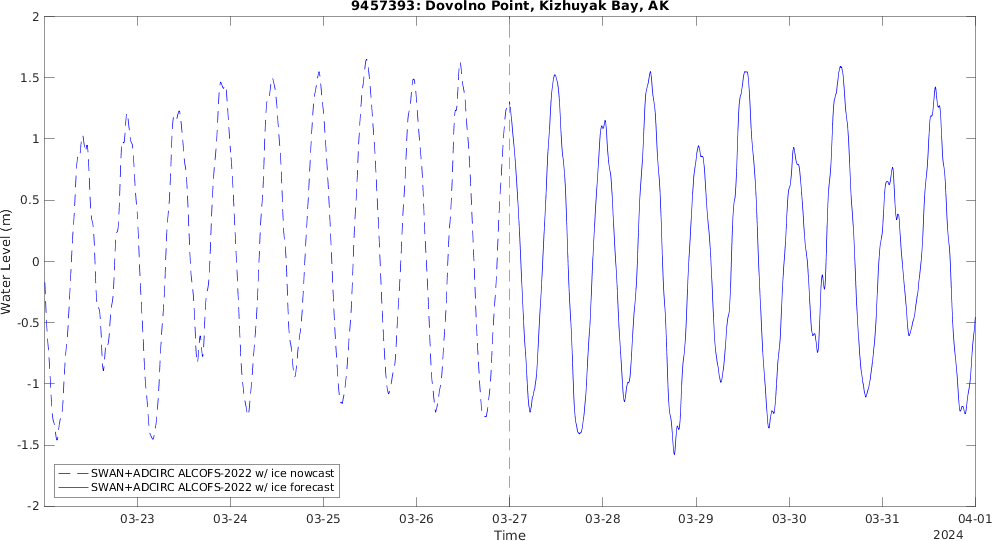 9457393: Dovolno Point, Kizhuyak Bay, AK
2
1.5
1
0.5
0
-0.5
-1
-1.5
-2
Water Level (m)
SWAN+ADCIRC ALCOFS-2022 w/ ice nowcast
SWAN+ADCIRC ALCOFS-2022 w/ ice forecast
03-23 03-24 03-25 03-26 03-27 03-28 03-29 03-30 03-31 04-01
Time
2024